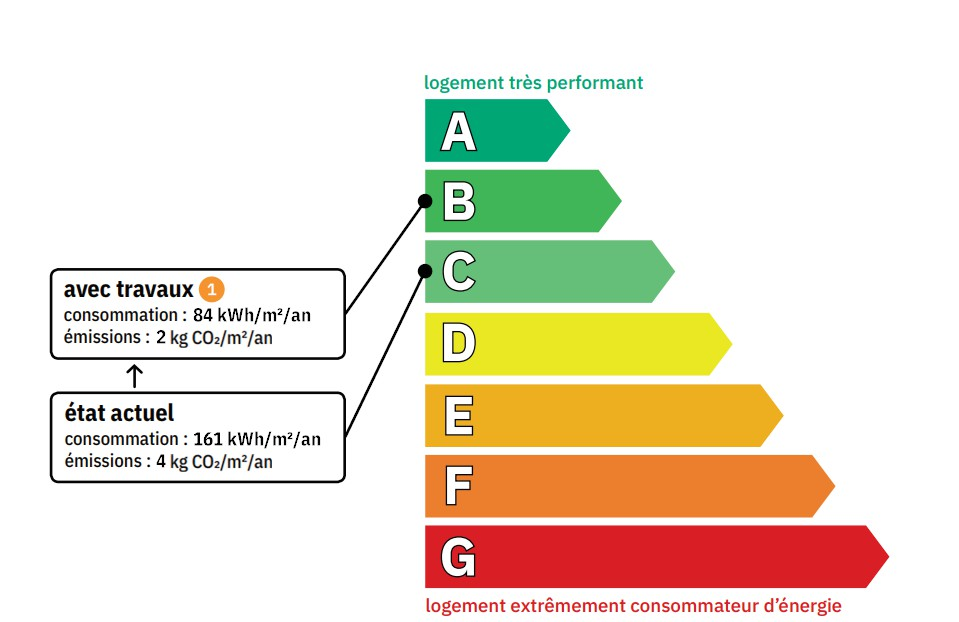 logement très performant
A
B
C
D
E
F
G
logement extrêmement consommateur d’énergie
avec travaux 1
consommation : 84 kWh/m²/an
émissions : 2 kg CO₂/m²/an
état actuel
consommation : 161 kWh/m²/an
émissions : 4 kg CO₂/m²/an